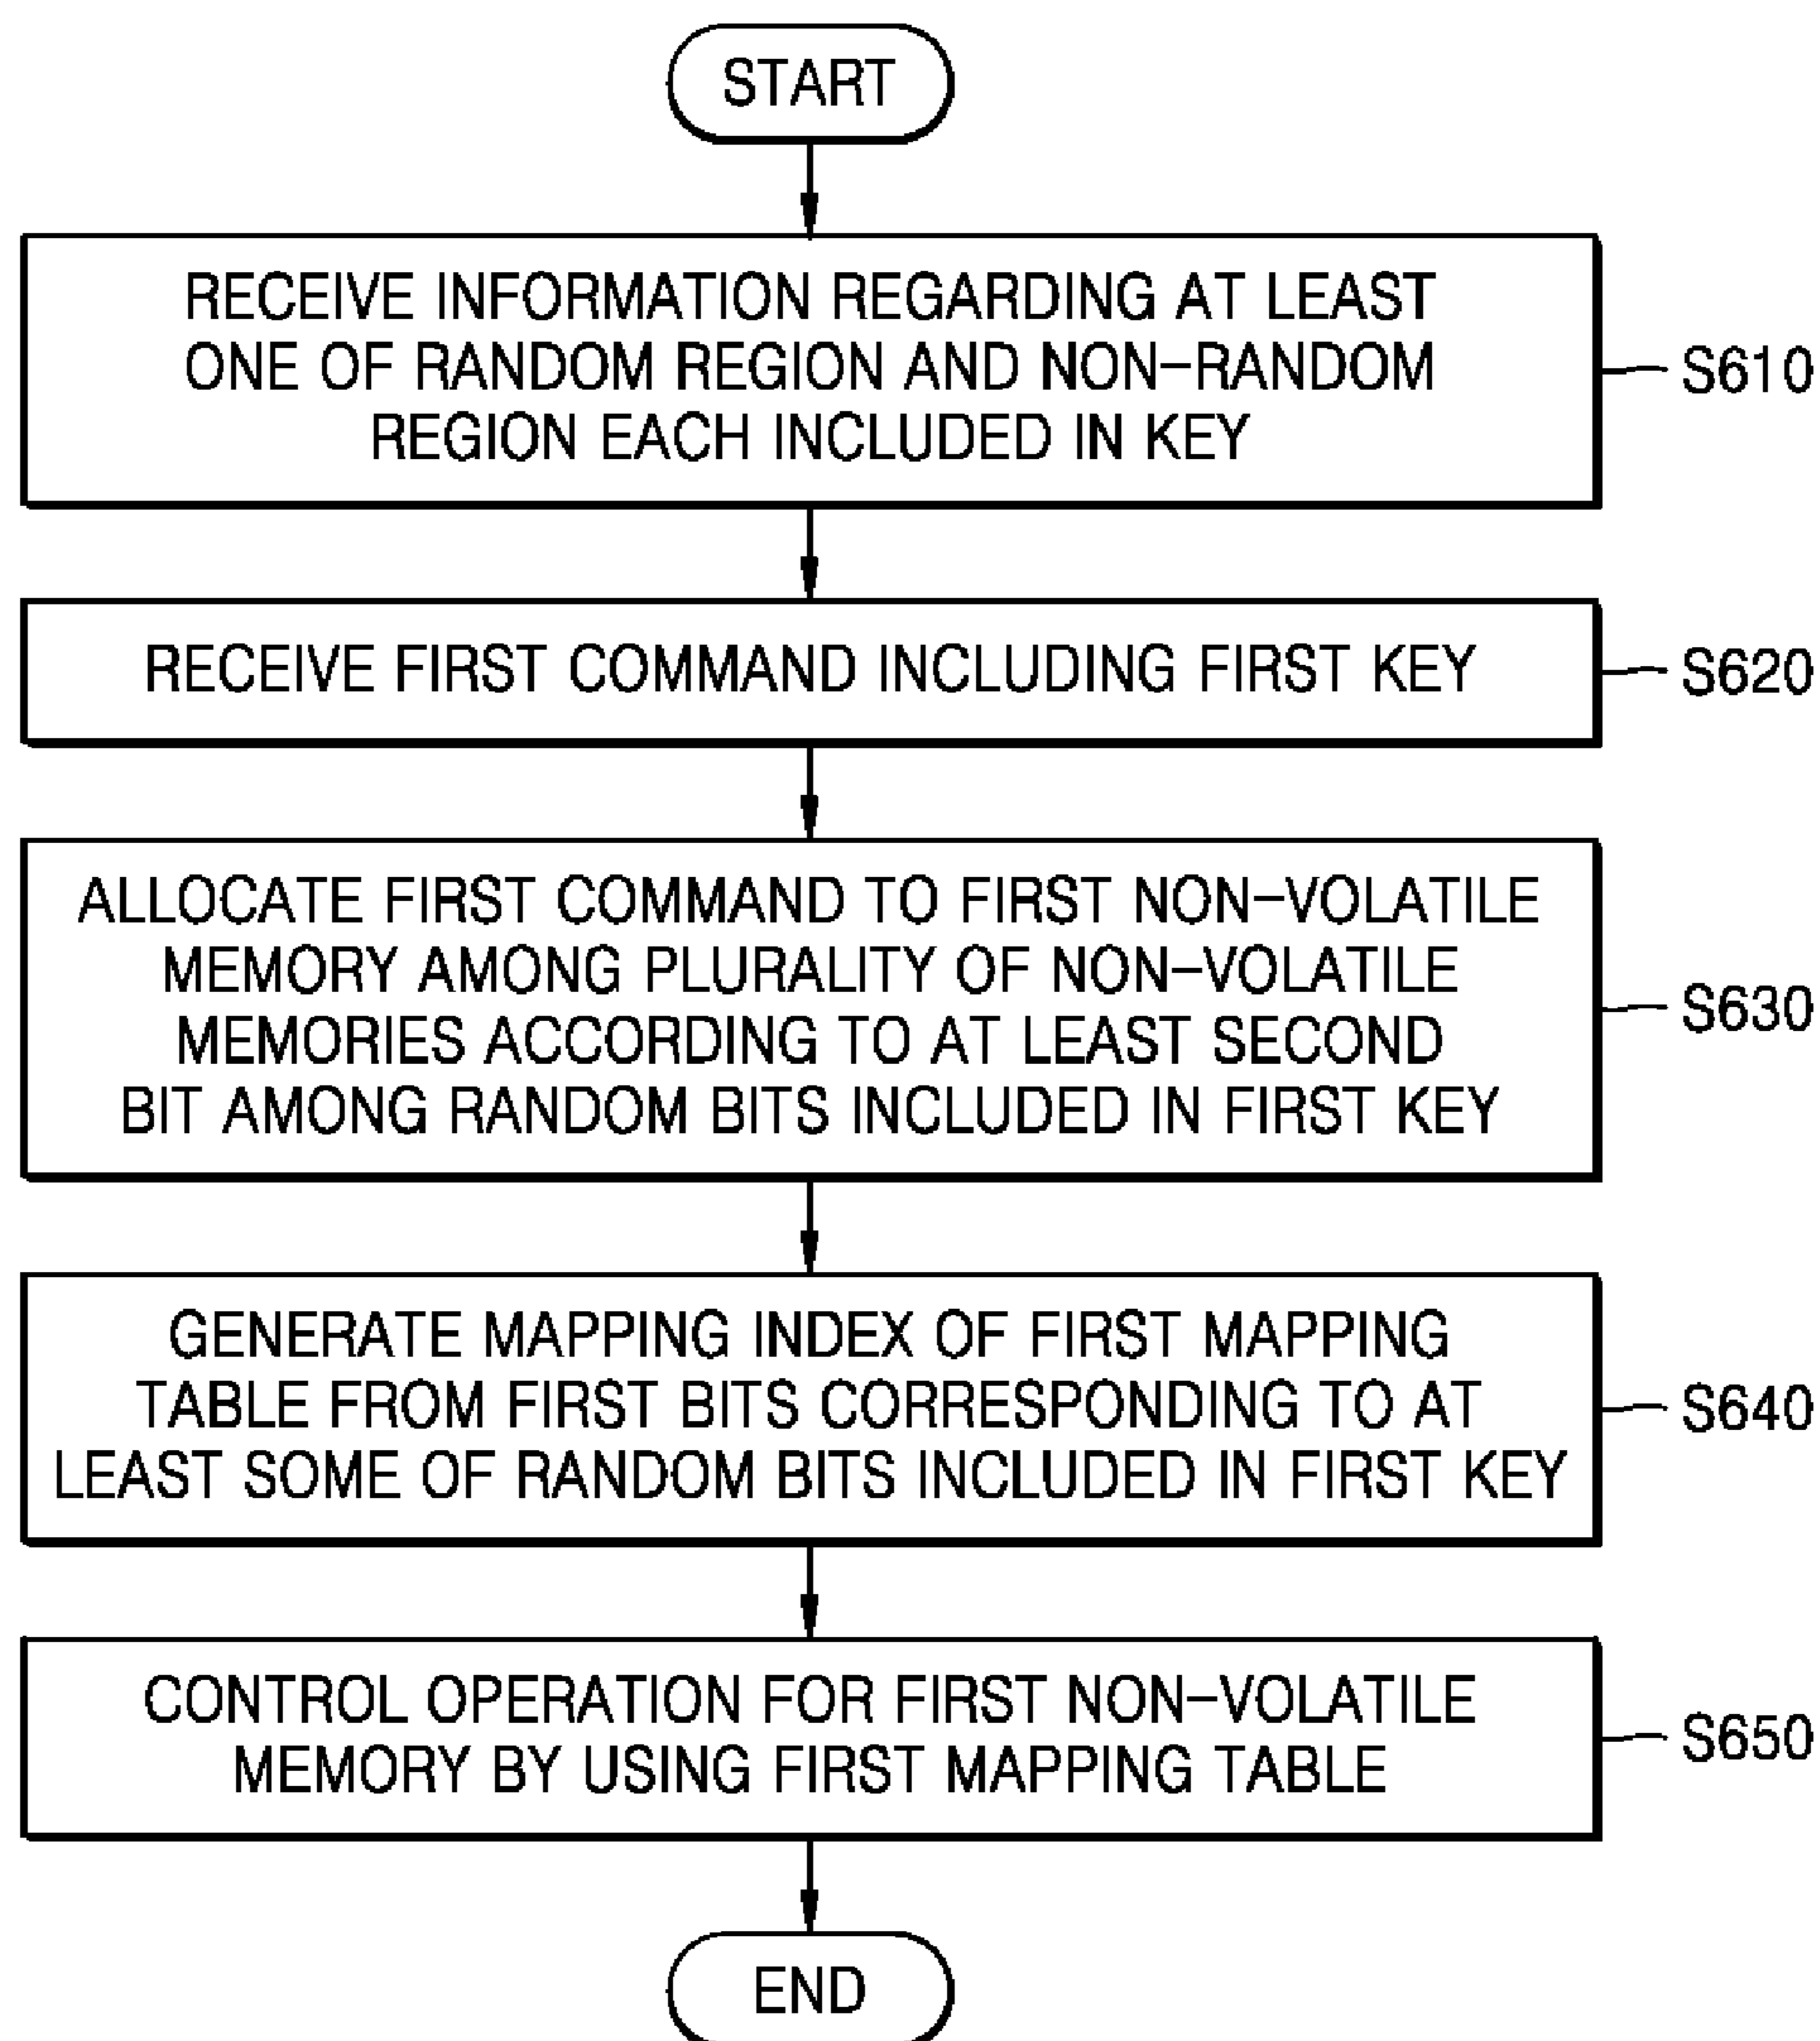 START
RECEIVE INFORMATION REGARDING AT LEAST
ONE OF RANDOM REGION AND NON-RANDOM
REGION EACH INCLUDED IN KEY
S610
RECEIVE FIRST COMMAND INCLUDING FIRST KEY
S620
ALLOCATE FIRST COMMAND TO FIRST NON-VOLATILE
MEMORY AMONG PLURALITY OF NON-VOLATILE
MEMORIES ACCORDING TO AT LEAST SECOND
BIT AMONG RANDOM BITS INCLUDED IN FIRST KEY
S630
GENERATE MAPPING INDEX OF FIRST MAPPING
TABLE FROM FIRST BITS CORRESPONDING TO AT
LEAST SOME OF RANDOM BITS INCLUDED IN FIRST KEY
S640
CONTROL OPERATION FOR FIRST NON-VOLATILE
MEMORY BY USING FIRST MAPPING TABLE
S650
END